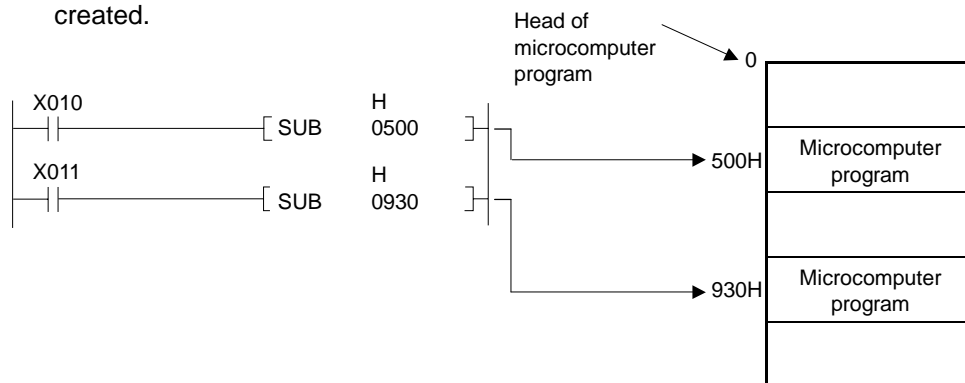 created.
Head of
microcomputer
program
0
X010
SUB
H
0500
500H
Microcomputer
program
X011
SUB
H
0930
930H
Microcomputer
program